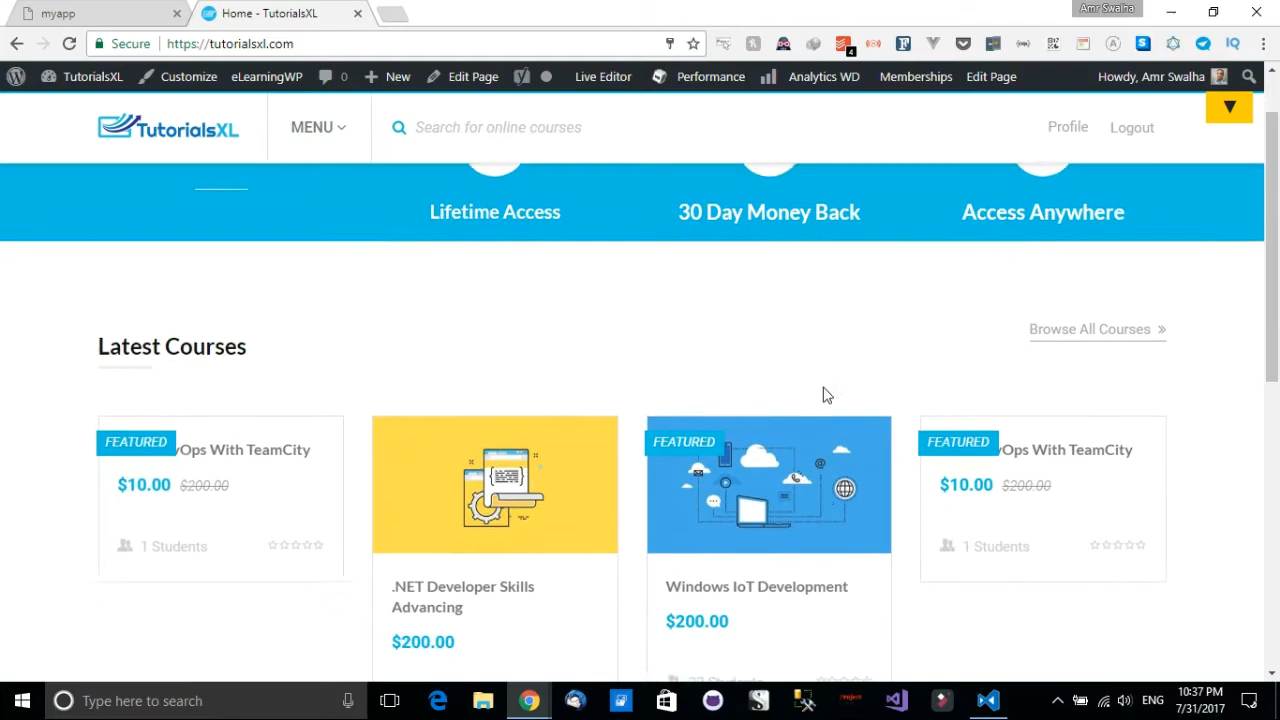 myapp
Home - TutorialsXL
Amr Swalha
Secure
https://tutorialsxl.com
4
IQ
TutorialsXL
Customize
eLearningWP
0
New
Edit Page
Live Editor
Performance
Analytics WD
Memberships
Edit Page
Howdy, Amr Swalha
TutorialsXL
MENU
Search for online courses
Profile
Logout
Lifetime Access
30 Day Money Back
Access Anywhere
Latest Courses
Browse All Courses »
FEATURED
Ops With TeamCity
$10.00 $200.00
1 Students
.NET Developer Skills
Advancing
$200.00
FEATURED
Windows IoT Development
$200.00
FEATURED
Ops With TeamCity
$10.00 $200.00
1 Students
Type here to search
ENG
10:37 PM
7/31/2017